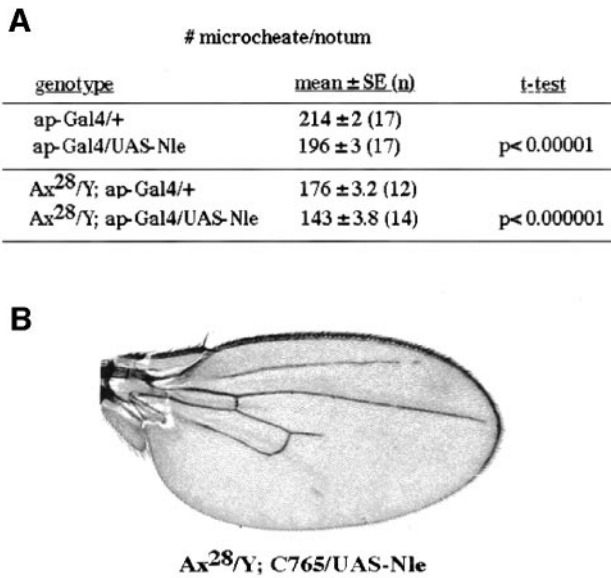 A
# microcheate/notum
genotype mean ± SE (n) t-test
ap-Gal4/+ 214 ± 2 (17)
ap-Gal4/UAS-Nle 196 ± 3 (17) p< 0.00001
Ax28/Y; ap-Gal4/+ 176 ± 3.2 (12)
Ax28/Y; ap-Gal4/UAS-Nle 143 ± 3.8 (14) p< 0.000001
B
Ax28/Y; C765/UAS-Nle